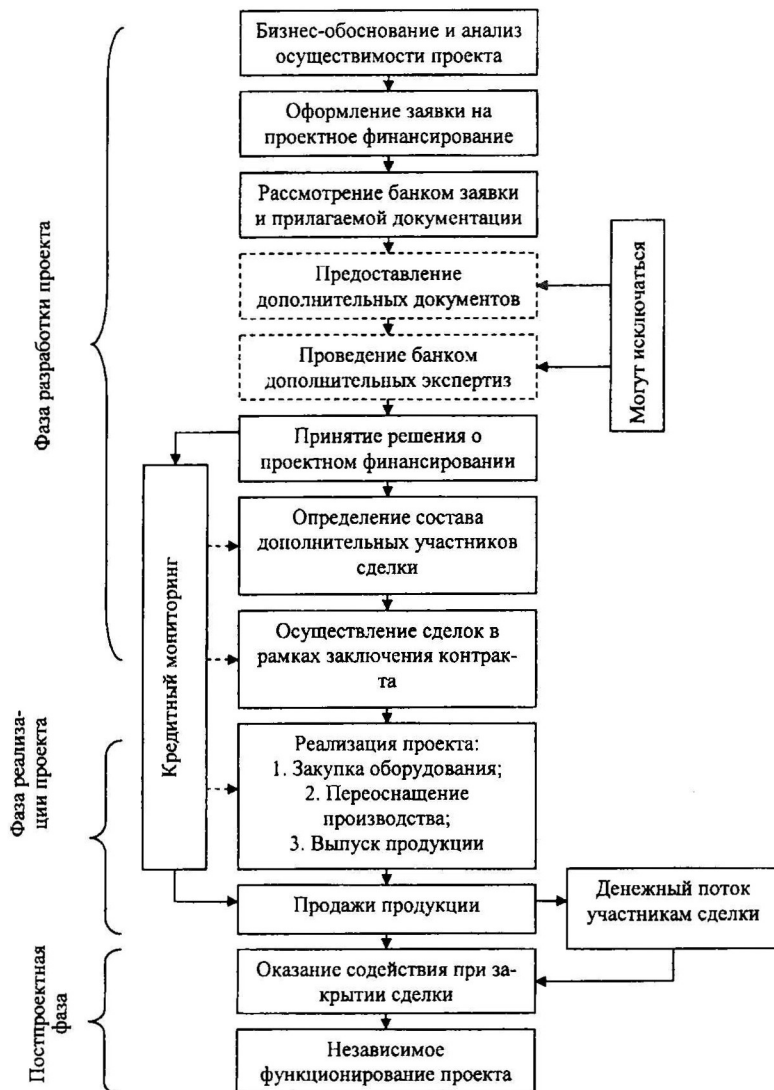 Бизнес-обоснование и анализ
осуществимости проекта
Оформление заявки на
проектное финансирование
Рассмотрение банком заявки
и прилагаемой документации
Предоставление
дополнительных документов
Проведение банком
дополнительных экспертиз
Могут исключаться
Принятие решения о
проектном финансировании
Определение состава
дополнительных участников
сделки
Осуществление сделок в
рамках заключения контрак-
та
Реализация проекта:
1. Закупка оборудования;
2. Переоснащение
производства;
3. Выпуск продукции
Продажи продукции
Денежный поток
участникам сделки
Оказание содействия при за-
крытии сделки
Независимое
функционирование проекта
Кредитный мониторинг
Фаза разработки проекта
Фаза реализа-
ции проекта
Постпроектная
фаза